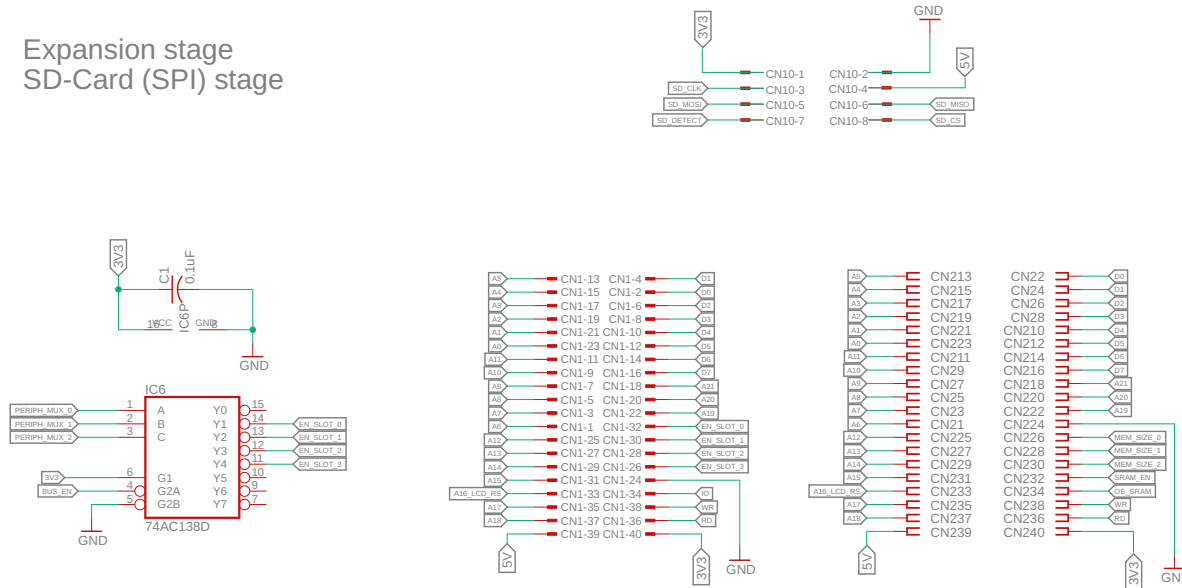 Expansion stage
SD-Card (SPI) stage
3V3
GND
5V
CN10-1 CN10-2
SD_CLK CN10-3 CN10-4
SD_MOSI CN10-5 CN10-6 SD_MISO
SD_DETECT CN10-7 CN10-8 SD_CS
3V3
C1
0.1uF
IC6P
16 VCC GND 8
GND
IC6
PERIPH_MUX_0 1 A Y0 15
PERIPH_MUX_1 2 B Y1 14 EN_SLOT_0
PERIPH_MUX_2 3 C Y2 13 EN_SLOT_1
Y3 12 EN_SLOT_2
Y4 11 EN_SLOT_3
3V3 6 G1 Y5 10
BUS_EN 4 G2A Y6 9
5 G2B Y7 7
74AC138D
GND
A5 CN1-13 CN1-4 D1
A4 CN1-15 CN1-2 D0
A3 CN1-17 CN1-6 D2
A2 CN1-19 CN1-8 D3
A1 CN1-21 CN1-10 D4
A0 CN1-23 CN1-12 D5
A11 CN1-11 CN1-14 D6
A10 CN1-9 CN1-16 D7
A9 CN1-7 CN1-18 A21
A8 CN1-5 CN1-20 A20
A7 CN1-3 CN1-22 A19
A6 CN1-1 CN1-32 EN_SLOT_0
A12 CN1-25 CN1-30 EN_SLOT_1
A13 CN1-27 CN1-28 EN_SLOT_2
A14 CN1-29 CN1-26 EN_SLOT_3
A15 CN1-31 CN1-24
A16_LCD_RS CN1-33 CN1-34 IO
A17 CN1-35 CN1-38 WR
A18 CN1-37 CN1-36 RD
CN1-39 CN1-40
5V
3V3
GND
A5 CN213 CN22 D0
A4 CN215 CN24 D1
A3 CN217 CN26 D2
A2 CN219 CN28 D3
A1 CN221 CN210 D4
A0 CN223 CN212 D5
A11 CN211 CN214 D6
A10 CN29 CN216 D7
A9 CN27 CN218 A21
A8 CN25 CN220 A20
A7 CN23 CN222 A19
A6 CN21 CN224
A12 CN225 CN226 MEM_SIZE_0
A13 CN227 CN228 MEM_SIZE_1
A14 CN229 CN230 MEM_SIZE_2
A15 CN231 CN232 SRAM_EN
A16_LCD_RS CN233 CN234 OE_SRAM
A17 CN235 CN238 WR
A18 CN237 CN236 RD
CN239 CN240
5V
3V3